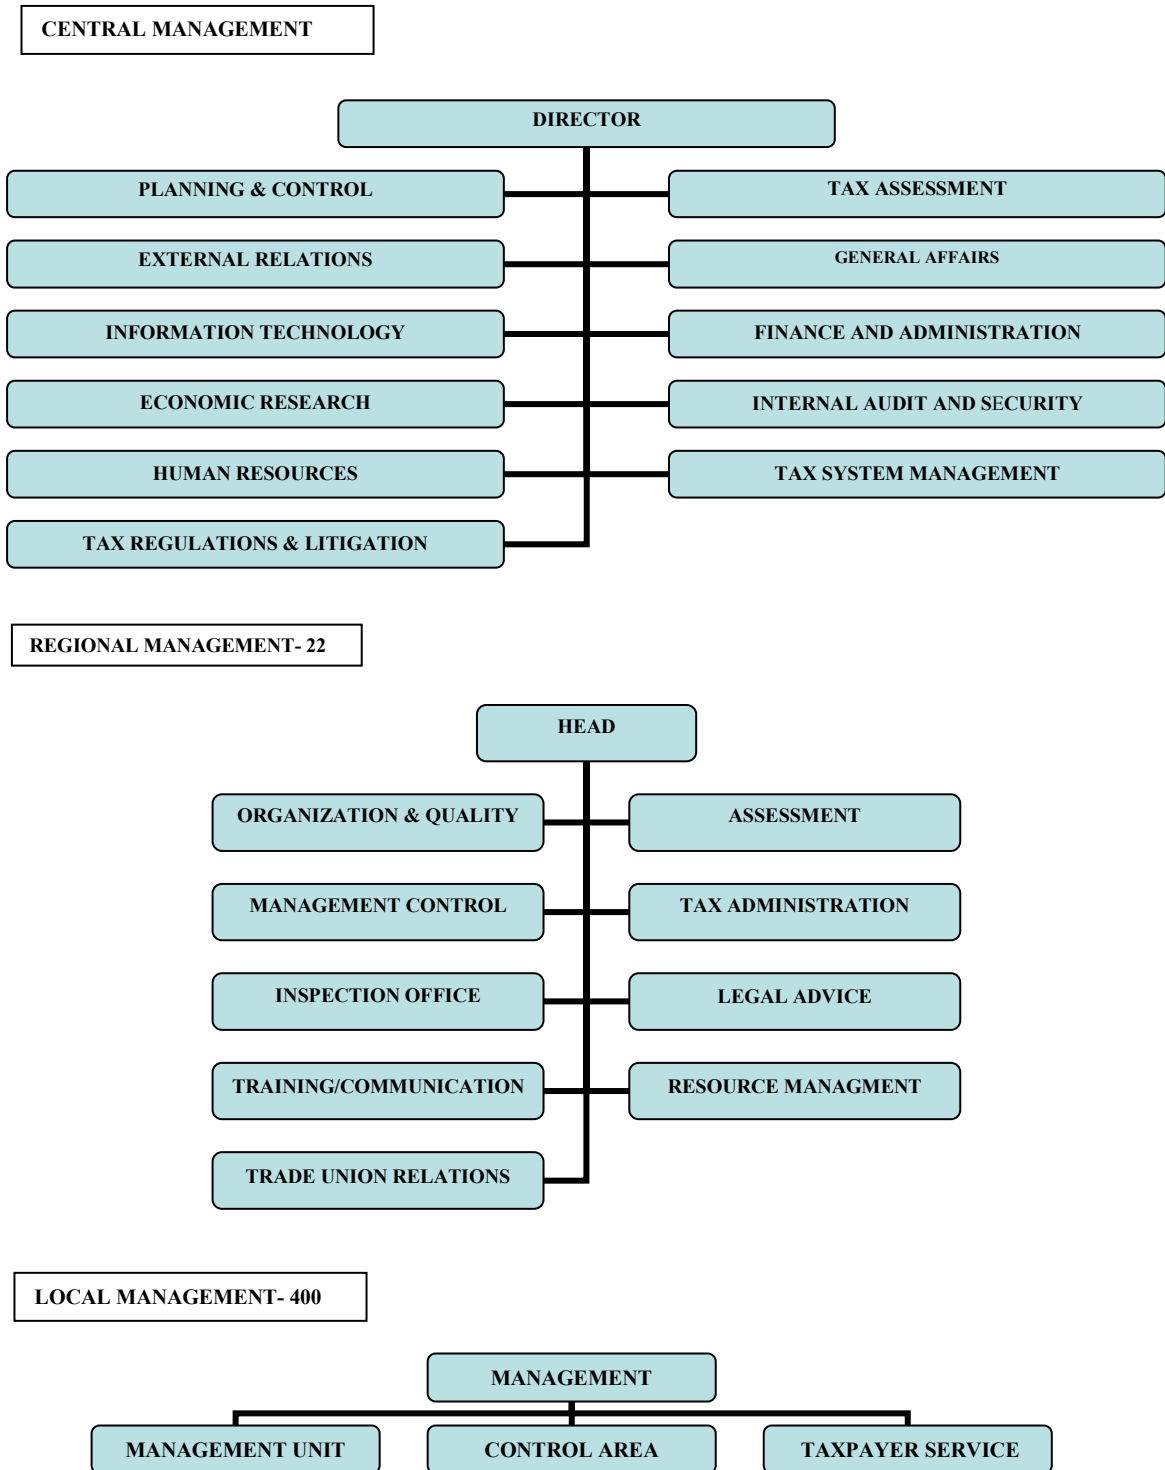 CENTRAL MANAGEMENT
DIRECTOR
PLANNING & CONTROL
TAX ASSESSMENT
EXTERNAL RELATIONS
GENERAL AFFAIRS
INFORMATION TECHNOLOGY
FINANCE AND ADMINISTRATION
ECONOMIC RESEARCH
INTERNAL AUDIT AND SECURITY
HUMAN RESOURCES
TAX SYSTEM MANAGEMENT
TAX REGULATIONS & LITIGATION
REGIONAL MANAGEMENT- 22
HEAD
ORGANIZATION & QUALITY
ASSESSMENT
MANAGEMENT CONTROL
TAX ADMINISTRATION
INSPECTION OFFICE
LEGAL ADVICE
TRAINING/COMMUNICATION
RESOURCE MANAGMENT
TRADE UNION RELATIONS
LOCAL MANAGEMENT- 400
MANAGEMENT
MANAGEMENT UNIT
CONTROL AREA
TAXPAYER SERVICE